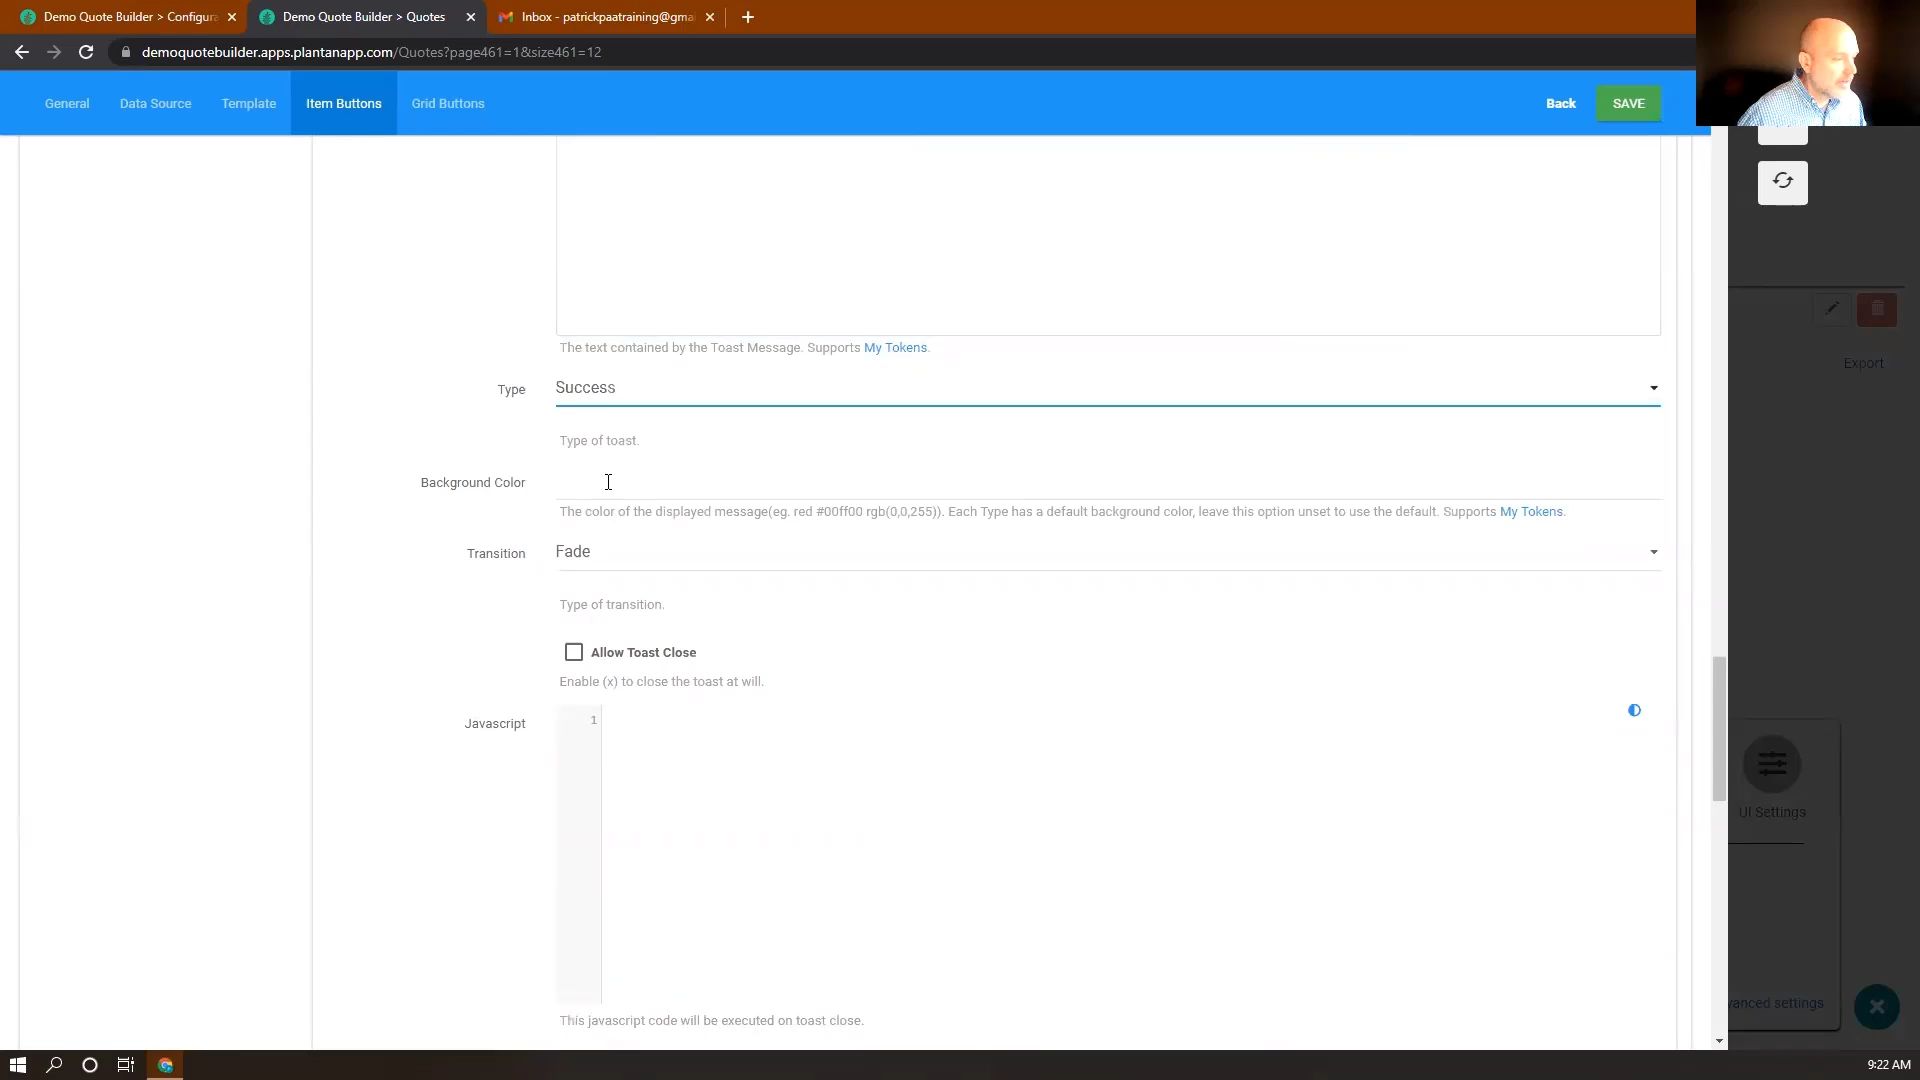 Demo Quote Builder > Configura
Demo Quote Builder > Quotes
Inbox - patrickpaatraining@gma
demoquotebuilder.apps.plantanapp.com/Quotes?page461=1&size461=12
General
Data Source
Template
Item Buttons
Grid Buttons
Back
SAVE
The text contained by the Toast Message. Supports My Tokens.
Export
Type
Success
Type of toast.
Background Color
The color of the displayed message(eg. red #00ff00 rgb(0,0,255)). Each Type has a default background color, leave this option unset to use the default. Supports My Tokens.
Transition
Fade
Type of transition.
Allow Toast Close
Enable (x) to close the toast at will.
Javascript
1
UI Settings
vanced settings
This javascript code will be executed on toast close.
9:22 AM